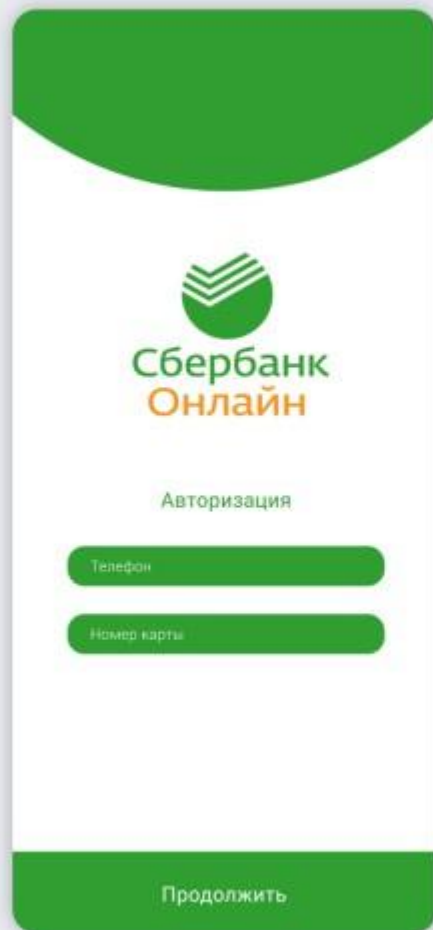 Сбербанк
Онлайн
Авторизация
Телефон
Номер карты
Продолжить